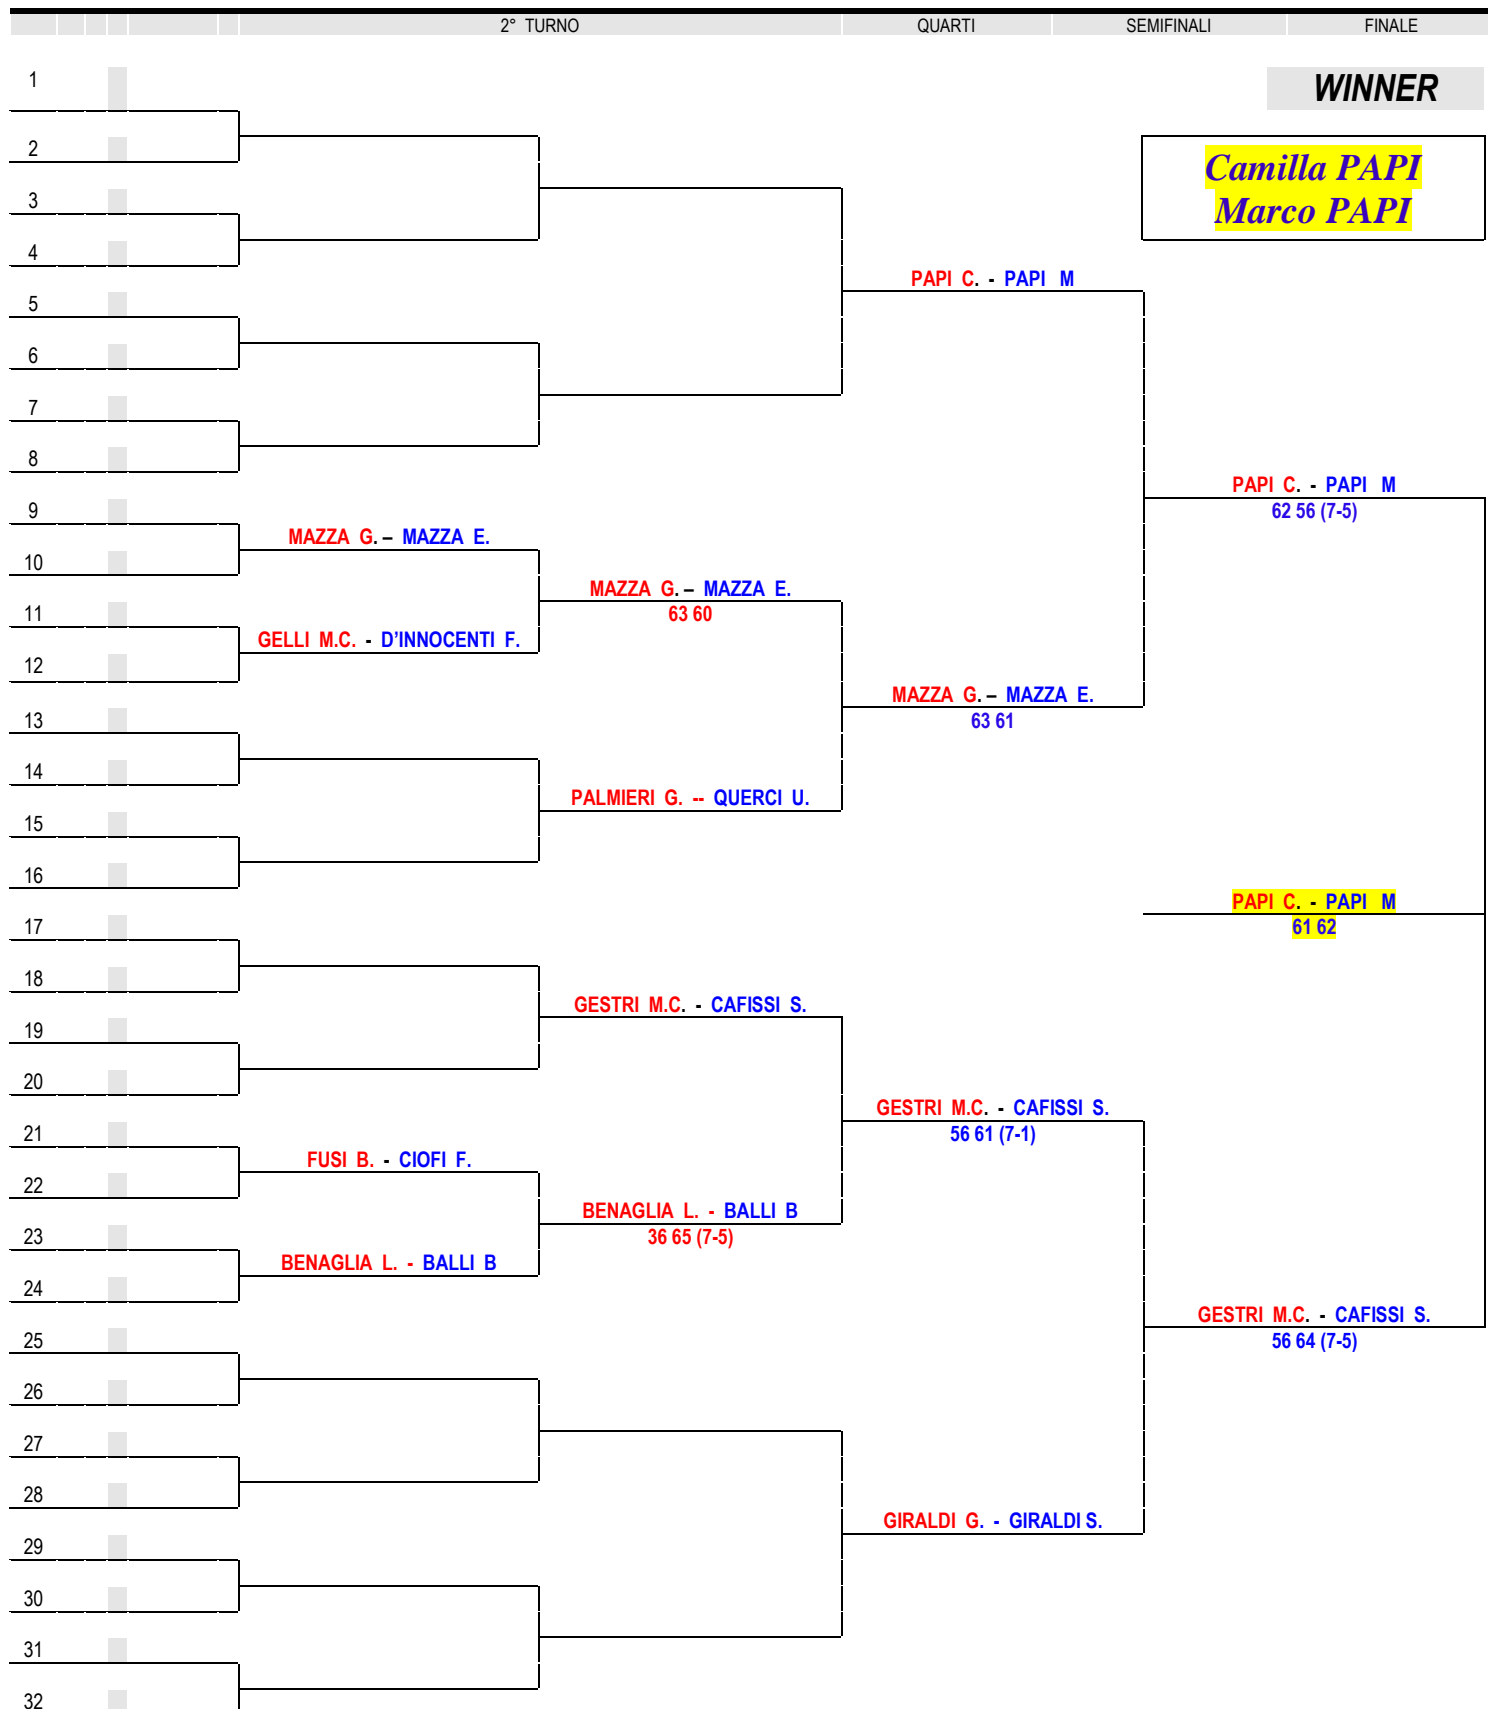 2° TURNO QUARTI SEMIFINALI FINALE
1
WINNER
2
Camilla PAPI
3
Marco PAPI
4
PAPI C. - PAPI M
5
6
7
8
PAPI C. - PAPI M
9
62 56 (7-5)
MAZZA G. – MAZZA E.
10
MAZZA G. – MAZZA E.
11
63 60
GELLI M.C. - D'INNOCENTI F.
12
MAZZA G. – MAZZA E.
13
63 61
14
PALMIERI G. -- QUERCI U.
15
16
PAPI C. - PAPI M
17
61 62
18
GESTRI M.C. - CAFISSI S.
19
20
GESTRI M.C. - CAFISSI S.
21
56 61 (7-1)
FUSI B. - CIOFI F.
22
BENAGLIA L. - BALLI B
23
36 65 (7-5)
BENAGLIA L. - BALLI B
24
GESTRI M.C. - CAFISSI S.
25
56 64 (7-5)
26
27
28
GIRALDI G. - GIRALDI S.
29
30
31
32